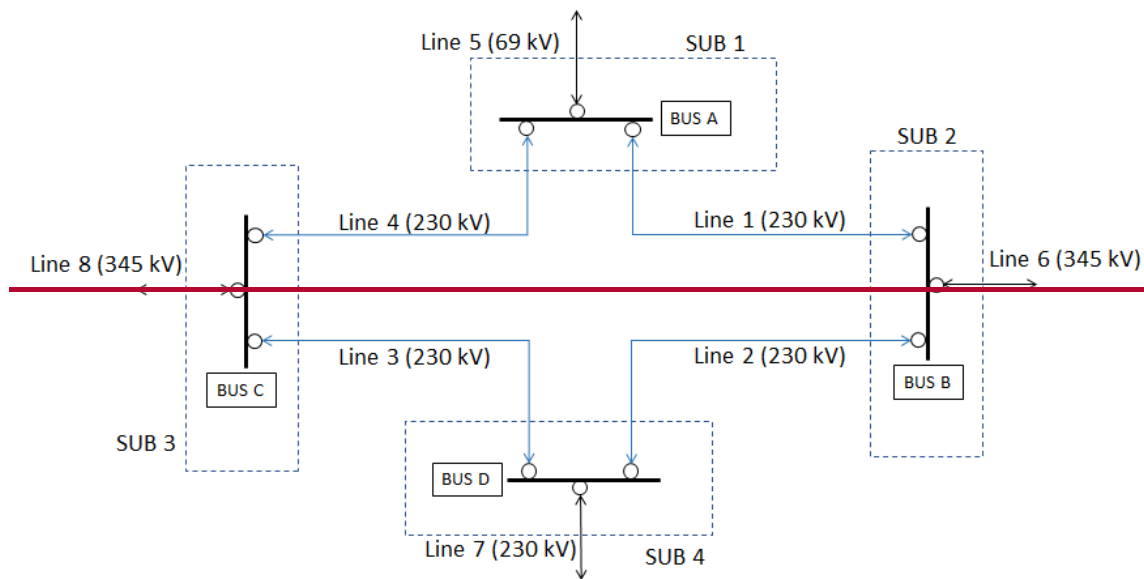 Line 5 (69 kV)
SUB 1
BUS A
SUB 2
Line 4 (230 kV)
Line 1 (230 kV)
Line 8 (345 kV)
Line 6 (345 kV)
Line 3 (230 kV)
Line 2 (230 kV)
BUS C
BUS B
SUB 3
BUS D
Line 7 (230 kV)
SUB 4